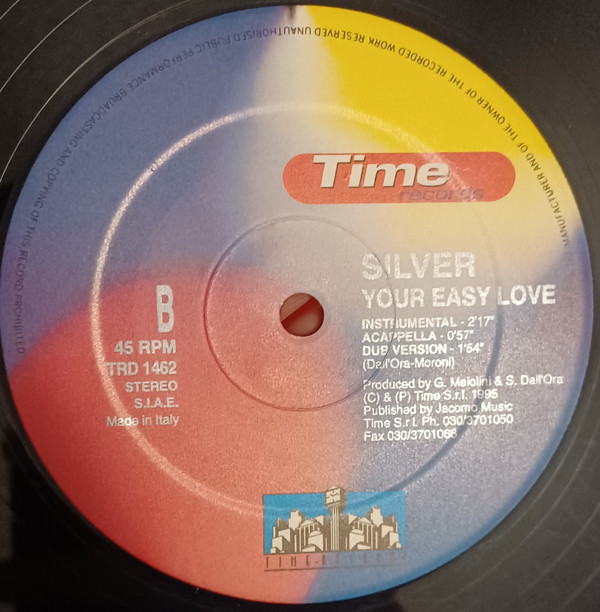 MANUFACTURER AND OF THE OWNER OF THE RECORDED WORK RESERVED UNAUTHORISED PUBLIC PERFORMANCE BROADCASTING AND COPYING OF THIS RECORD PROHIBITED
Time
records
SILVER
YOUR EASY LOVE
INSTRUMENTAL - 2'17"
ACAPPELLA - 0'57"
DUB VERSION - 1'54"
(Dall'Ora-Moroni)
Produced by G. Maiolini & S. Dall'Ora
(C) & (P) Time S.r.l. 1995
Published by Jacomo Music
Time S.r.l. Ph. 030/3701050
Fax 030/3701066
B
45 RPM
TRD 1462
STEREO
S.I.A.E.
Made in Italy